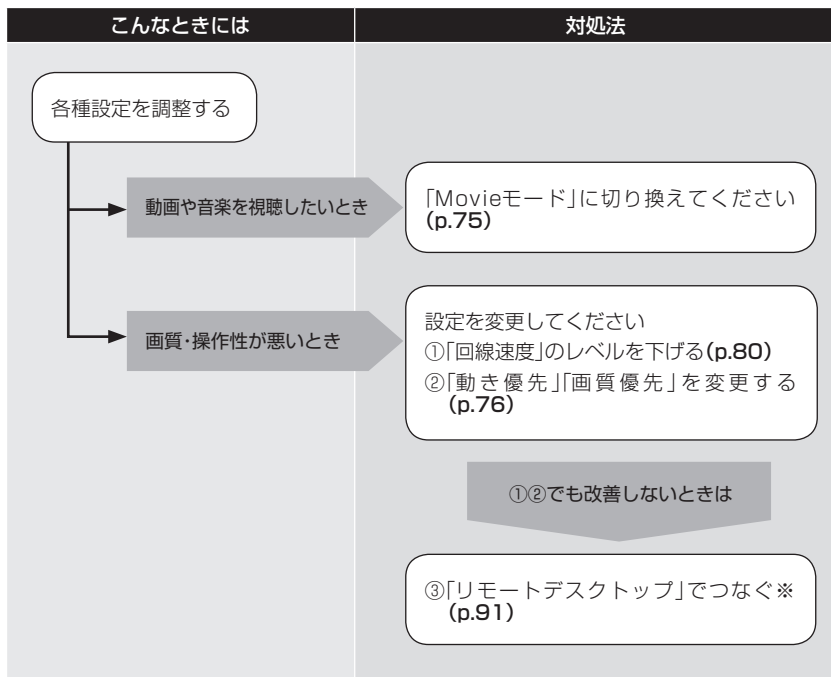 こんなときには
対処法
各種設定を調整する
動画や音楽を視聴したいとき
「Movieモード」に切り換えてください
(p.75)
画質・操作性が悪いとき
設定を変更してください
①「回線速度」のレベルを下げる(p.80)
②「動き優先」「画質優先」を変更する
(p.76)
①②でも改善しないときは
③「リモートデスクトップ」でつなぐ※
(p.91)